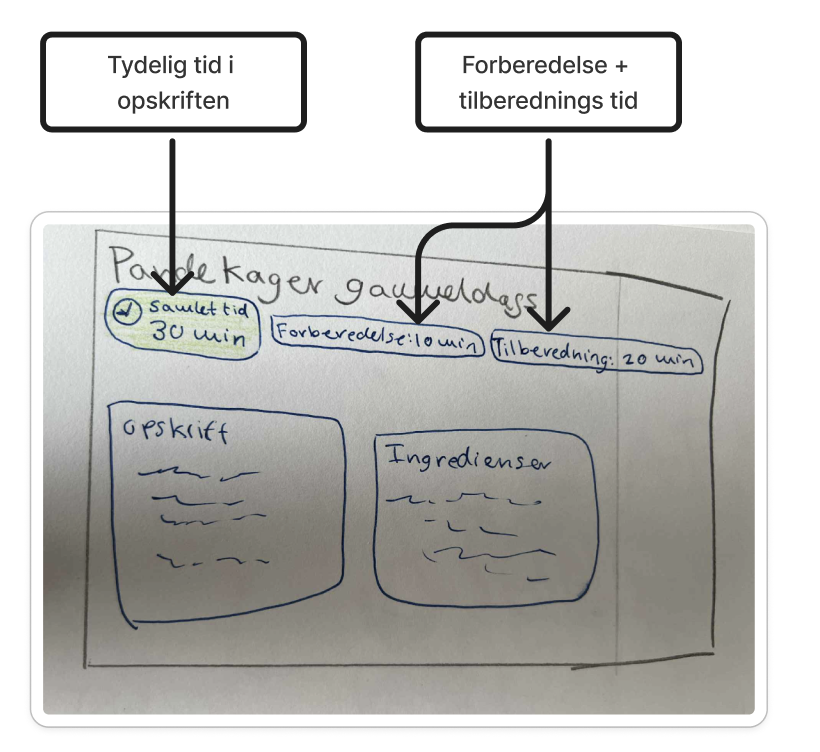 Tydelig tid i
opskriften
Forberedelse +
tilberednings tid
Pandekager gammeldags
Samlet tid
30 min
Forberedelse: 10 min
Tilberedning: 20 min
Opskrift
Ingredienser